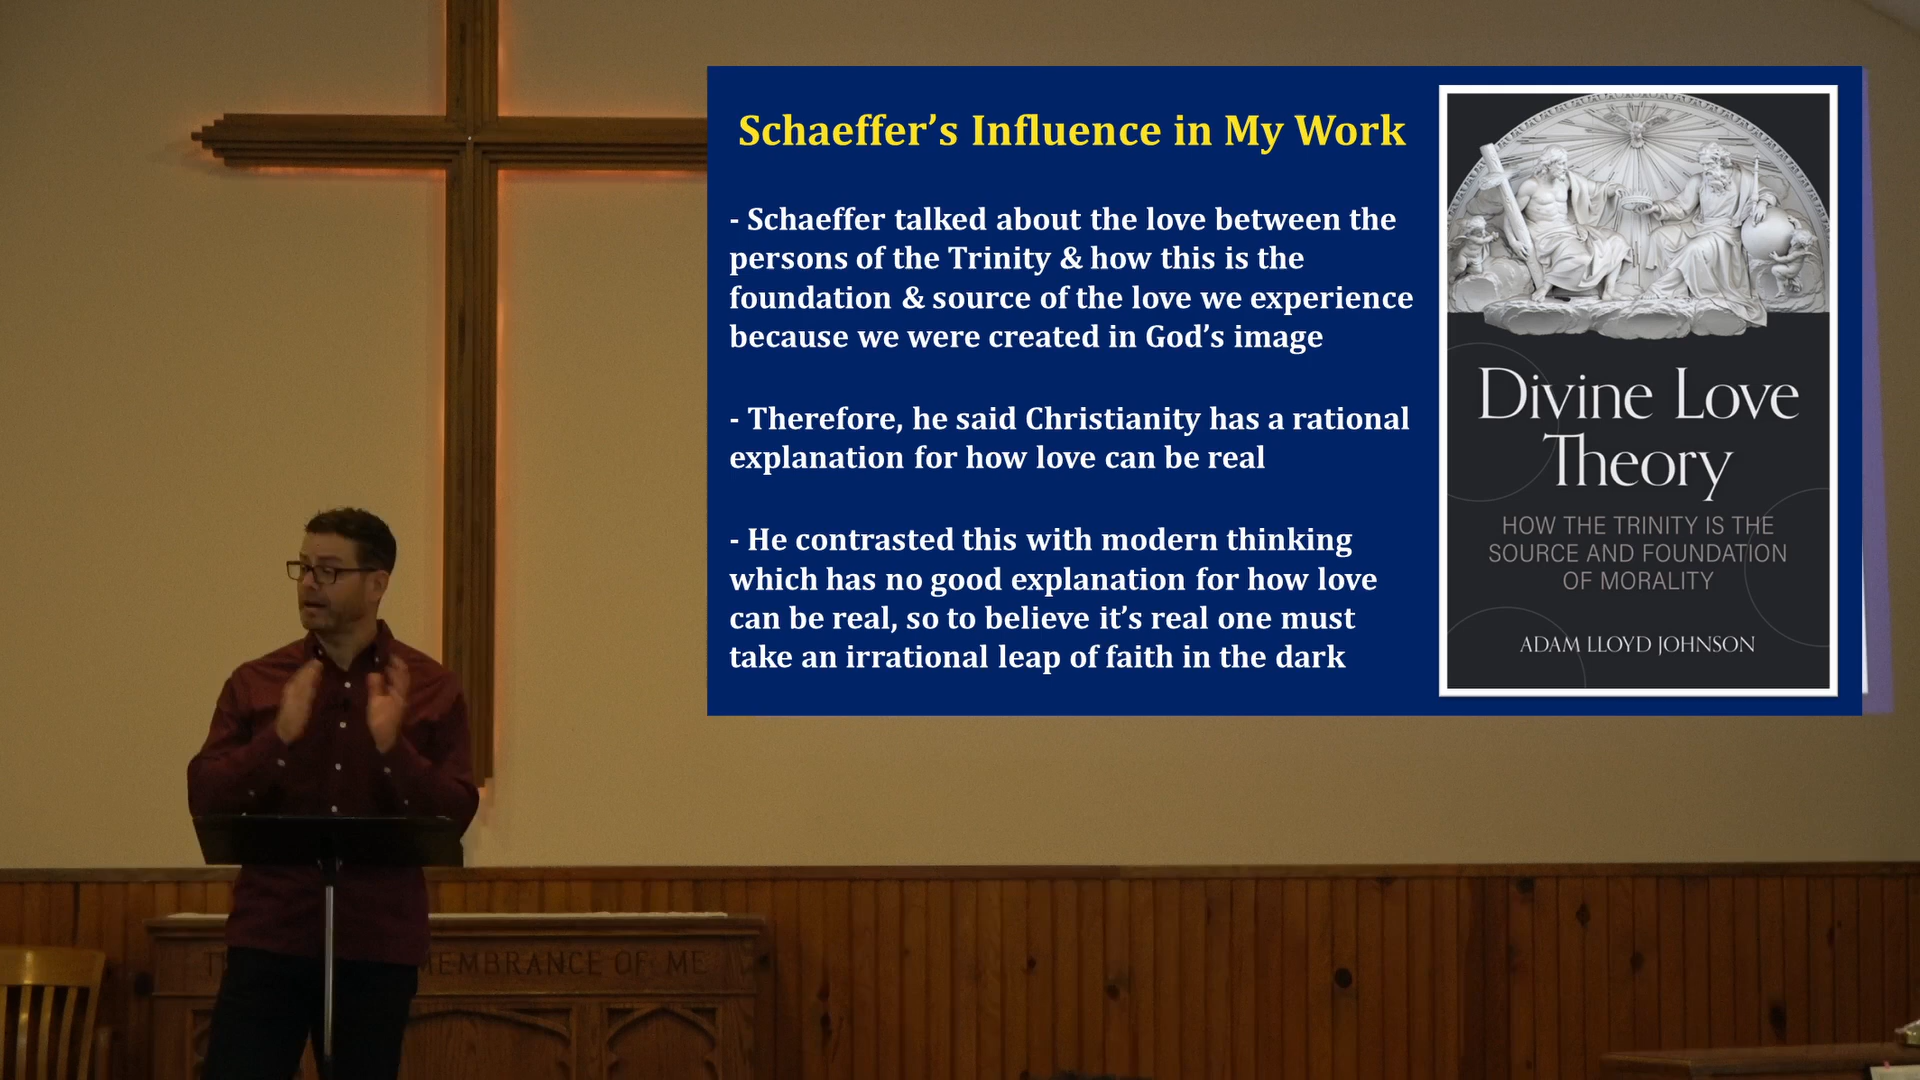 Schaeffer’s Influence in My Work
- Schaeffer talked about the love between the
persons of the Trinity & how this is the
foundation & source of the love we experience
because we were created in God’s image
- Therefore, he said Christianity has a rational
explanation for how love can be real
- He contrasted this with modern thinking
which has no good explanation for how love
can be real, so to believe it’s real one must
take an irrational leap of faith in the dark
Divine Love
Theory
HOW THE TRINITY IS THE
SOURCE AND FOUNDATION
OF MORALITY
ADAM LLOYD JOHNSON
OF ME